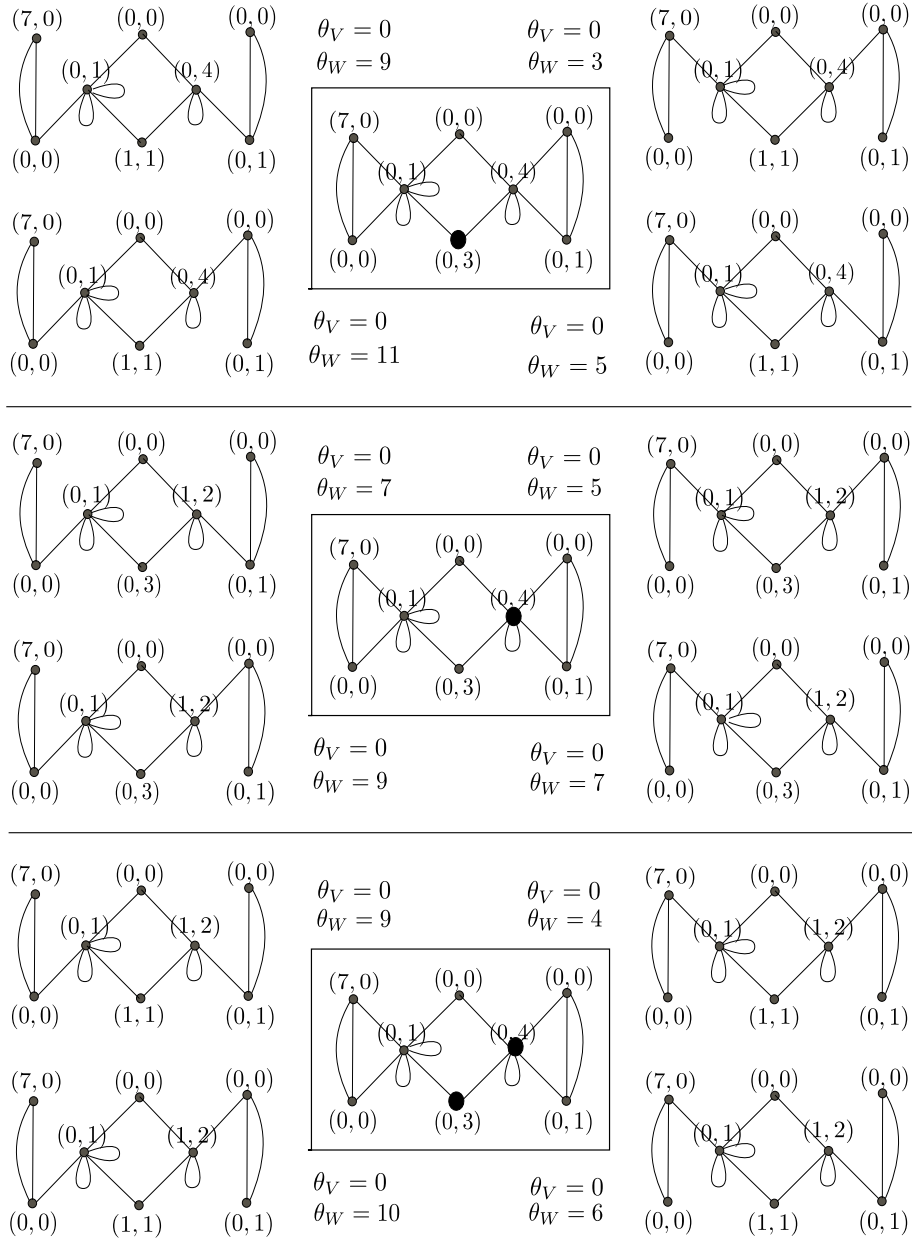 (7, 0) (0, 0) (0, 0)
(0, 1) (0, 4)
(0, 0) (1, 1) (0, 1)
θ_V = 0
θ_W = 9
θ_V = 0
θ_W = 3
(7, 0) (0, 0) (0, 0)
(0, 1) (0, 4)
(0, 0) (1, 1) (0, 1)
(7, 0) (0, 0) (0, 0)
(0, 1) (0, 4)
(0, 0) (0, 3) (0, 1)
(7, 0) (0, 0) (0, 0)
(0, 1) (0, 4)
(0, 0) (1, 1) (0, 1)
θ_V = 0
θ_W = 11
θ_V = 0
θ_W = 5
(7, 0) (0, 0) (0, 0)
(0, 1) (0, 4)
(0, 0) (1, 1) (0, 1)
(7, 0) (0, 0) (0, 0)
(0, 1) (1, 2)
(0, 0) (0, 3) (0, 1)
θ_V = 0
θ_W = 7
θ_V = 0
θ_W = 5
(7, 0) (0, 0) (0, 0)
(0, 1) (1, 2)
(0, 0) (0, 3) (0, 1)
(7, 0) (0, 0) (0, 0)
(0, 1) (0, 4)
(0, 0) (0, 3) (0, 1)
(7, 0) (0, 0) (0, 0)
(0, 1) (1, 2)
(0, 0) (0, 3) (0, 1)
θ_V = 0
θ_W = 9
θ_V = 0
θ_W = 7
(7, 0) (0, 0) (0, 0)
(0, 1) (1, 2)
(0, 0) (0, 3) (0, 1)
(7, 0) (0, 0) (0, 0)
(0, 1) (1, 2)
(0, 0) (1, 1) (0, 1)
θ_V = 0
θ_W = 9
θ_V = 0
θ_W = 4
(7, 0) (0, 0) (0, 0)
(0, 1) (1, 2)
(0, 0) (1, 1) (0, 1)
(7, 0) (0, 0) (0, 0)
(0, 1) (0, 4)
(0, 0) (0, 3) (0, 1)
(7, 0) (0, 0) (0, 0)
(0, 1) (1, 2)
(0, 0) (1, 1) (0, 1)
θ_V = 0
θ_W = 10
θ_V = 0
θ_W = 6
(7, 0) (0, 0) (0, 0)
(0, 1) (1, 2)
(0, 0) (1, 1) (0, 1)